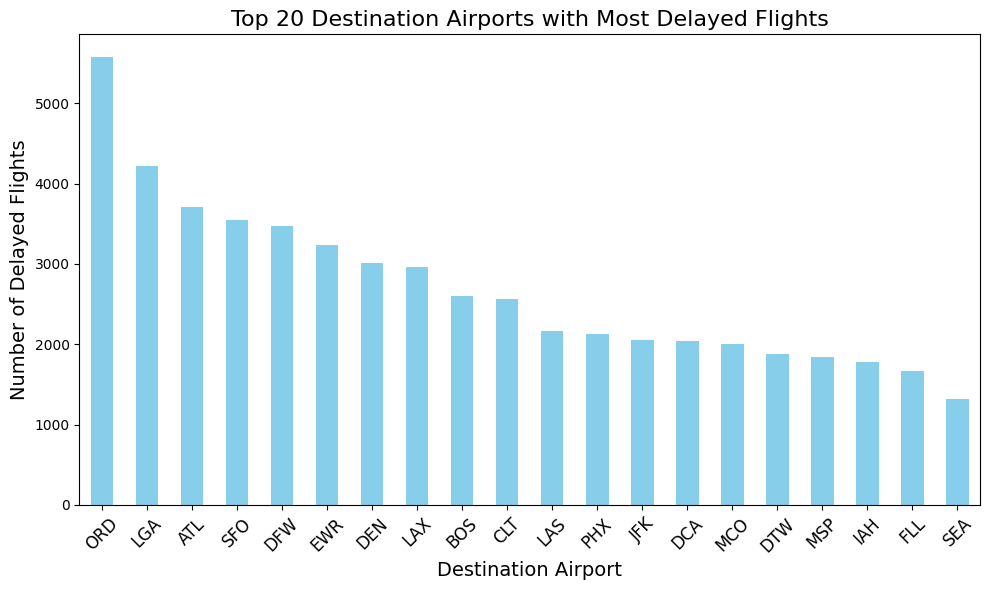 Top 20 Destination Airports with Most Delayed Flights
Number of Delayed Flights
5000
4000
3000
2000
1000
0
ORD LGA ATL SFO DFW EWR DEN LAX BOS CLT LAS PHX JFK DCA MCO DTW MSP IAH FLL SEA
Destination Airport